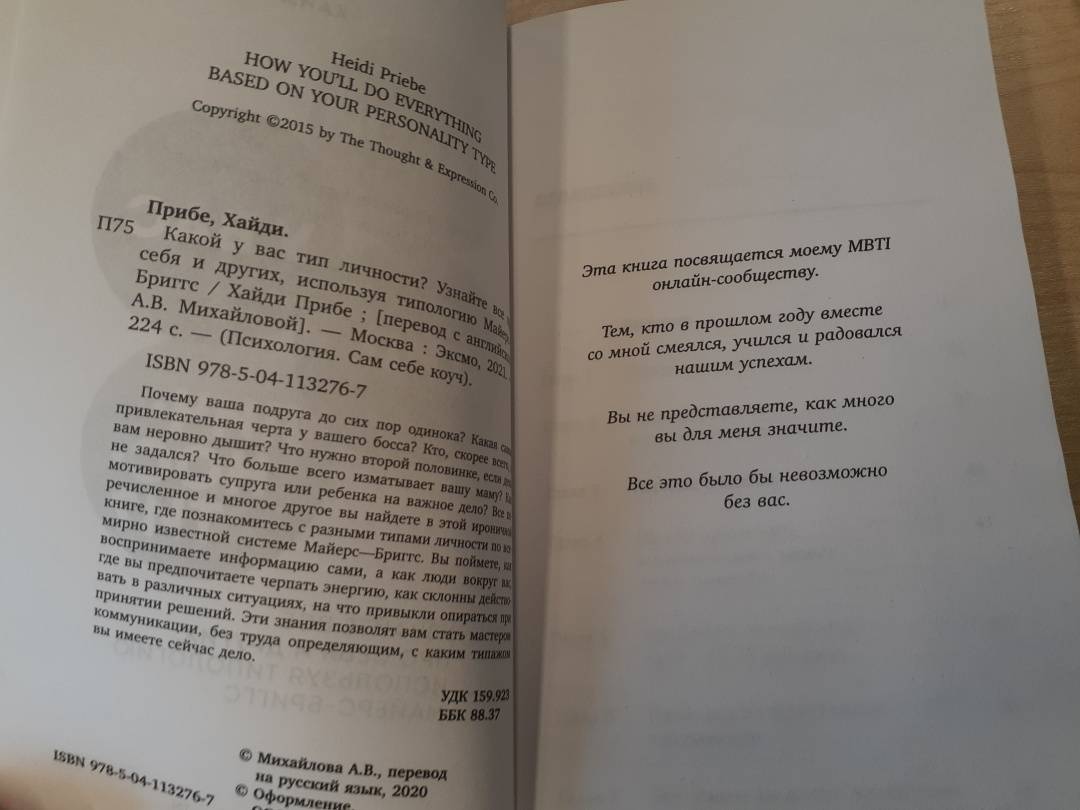 Heidi Priebe
HOW YOU'LL DO EVERYTHING
BASED ON YOUR PERSONALITY TYPE
Copyright ©2015 by The Thought & Expression Co.
Прибе, Хайди.
П75 Какой у вас тип личности? Узнайте все
себя и других, используя типологию Майерс
Бриггс / Хайди Прибе ; [перевод с английско
А.В. Михайловой]. — Москва : Эксмо, 2021.
224 с. — (Психология. Сам себе коуч).
ISBN 978-5-04-113276-7
Почему ваша подруга до сих пор одинока? Какая
привлекательная черта у вашего босса? Кто, скорее всего,
вам неровно дышит? Что нужно второй половинке, если
не задался? Что больше всего изматывает вашу маму?
мотивировать супруга или ребенка на важное дело? Все
речисленное и многое другое вы найдете в этой иронич
книге, где познакомитесь с разными типами личности по
мирно известной системе Майерс—Бриггс. Вы поймете,
воспринимаете информацию сами, а как люди вокруг
где вы предпочитаете черпать энергию, как склонны действо-
вать в различных ситуациях, на что привыкли опираться при
принятии решений. Эти знания позволят вам стать мастером
коммуникации, без труда определяющим, с каким типажом
вы имеете сейчас дело.
УДК 159.923
ББК 88.37
© Михайлова А.В., перевод
на русский язык, 2020
© Оформление.
ISBN 978-5-04-113276-7
Эта книга посвящается моему MBTI
онлайн-сообществу.
Тем, кто в прошлом году вместе
со мной смеялся, учился и радовался
нашим успехам.
Вы не представляете, как много
вы для меня значите.
Все это было бы невозможно
без вас.